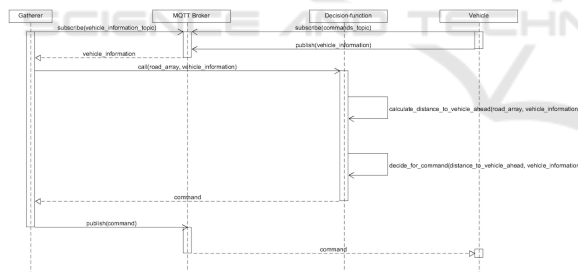 Gatherer
MQTT Broker
Decision-function
Vehicle
subscribe(vehicle_information_topic)
subscribe(commands_topic)
publish(vehicle_information)
vehicle_information
call(road_array, vehicle_information)
calculate_distance_to_vehicle_ahead(road_array, vehicle_information
decide_for_command(distance_to_vehicle_ahead, vehicle_information
command
publish(command)
command